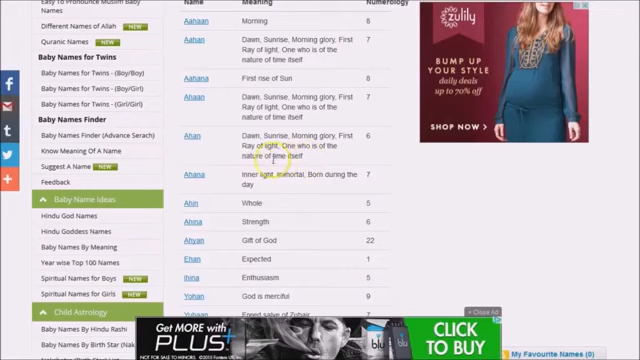 Easy To Pronounce Muslim Baby
Names
Different Names of Allah NEW
Quranic Names NEW
Baby Names for Twins
Baby Names for Twins - (Boy/Boy)
Baby Names for Twins - (Boy/Girl)
Baby Names for Twins - (Girl/Girl)
Baby Names Finder
Baby Names Finder (Advance Serach)
Know Meaning Of A Name
Suggest A Name NEW
Feedback
Baby Name Ideas
Hindu God Names
Hindu Goddess Names
Baby Names By Meaning
Year wise Top 100 Names
Spiritual Names for Boys NEW
Spiritual Names for Girls NEW
Child Astrology
Baby Names By Hindu Rashi
Name Meaning Numerology
Aahaan Morning 8
Aahan Dawn, Sunrise, Morning glory, First 7
Ray of light, One who is of the
nature of time itself
Aahana First rise of Sun 8
Ahaan Dawn, Sunrise, Morning glory, First 7
Ray of light, One who is of the
nature of time itself
Ahan Dawn, Sunrise, Morning glory, First 6
Ray of light, One who is of the
nature of time itself
Ahana Inner light, Immortal, Born during the 7
day
Ahin Whole 5
Ahina Strength 6
Ahyan Gift of God 22
Ehan Expected 1
Ihina Enthusiasm 5
Yohan God is merciful 9
zulily
BUMP UP
YOUR STYLE
daily deals
up to 70% off!
SHOP NOW >
Close Ad
GET MORE WITH
PLUS+
NOT FOR SALE TO MINORS.
blu
CLICK
TO BUY
My Favourite Names (0)